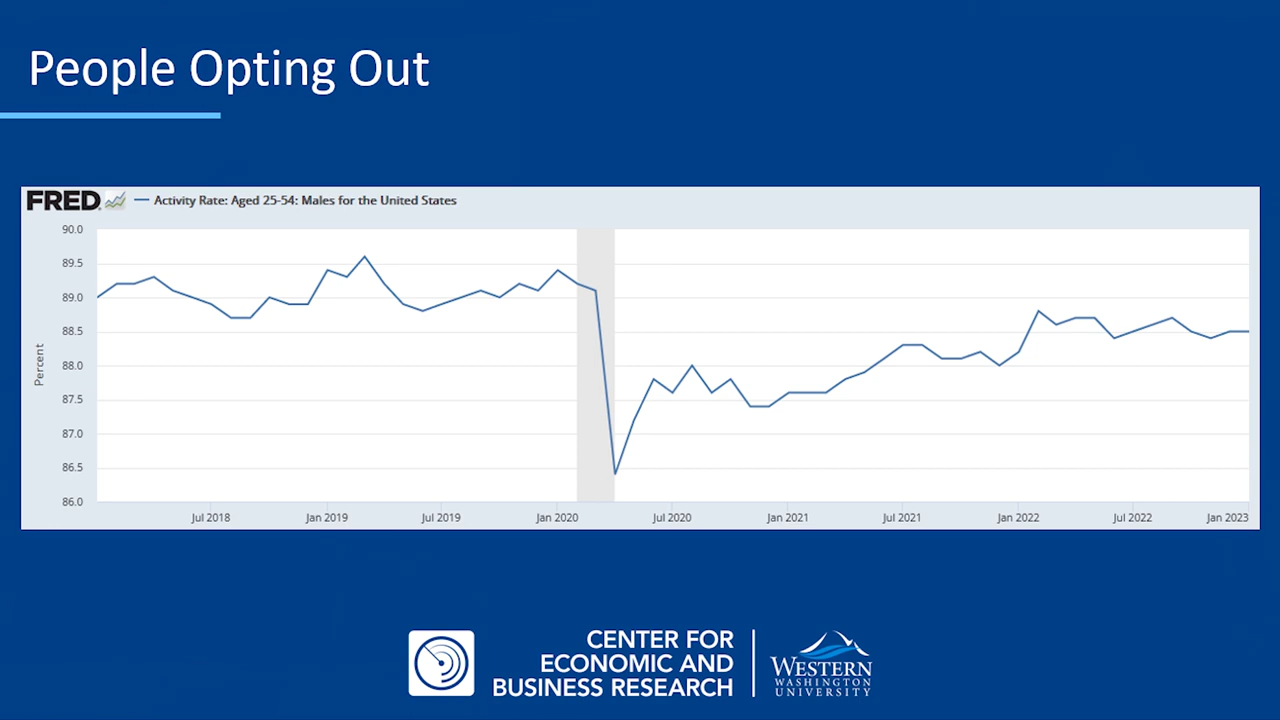 People Opting Out
FRED Activity Rate: Aged 25-54: Males for the United States
90.0
89.5
89.0
88.5
88.0
87.5
87.0
86.5
86.0
Percent
Jul 2018 Jan 2019 Jul 2019 Jan 2020 Jul 2020 Jan 2021 Jul 2021 Jan 2022 Jul 2022 Jan 2023
CENTER FOR
ECONOMIC AND
BUSINESS RESEARCH
WESTERN
WASHINGTON
UNIVERSITY